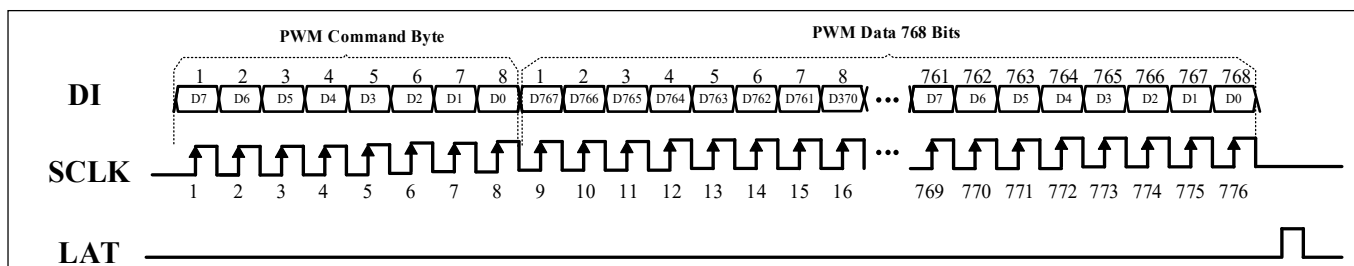 PWM Command Byte PWM Data 768 Bits
1 2 3 4 5 6 7 8 1 2 3 4 5 6 7 8 761 762 763 764 765 766 767 768
DI D7 D6 D5 D4 D3 D2 D1 D0 D767 D766 D765 D764 D763 D762 D761 D370 ••• D7 D6 D5 D4 D3 D2 D1 D0
SCLK •••
1 2 3 4 5 6 7 8 9 10 11 12 13 14 15 16 769 770 771 772 773 774 775 776
LAT